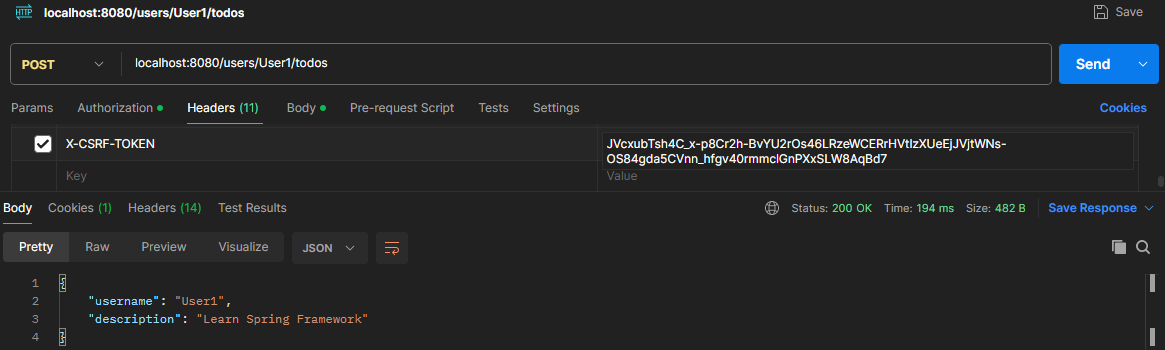 HTTP localhost:8080/users/User1/todos Save
POST localhost:8080/users/User1/todos Send
Params Authorization Headers (11) Body Pre-request Script Tests Settings Cookies
X-CSRF-TOKEN JVcxubTsh4C_x-p8Cr2h-BvYU2rOs46LRzeWCERrHVtIzXUeEjJVjtWNs-
OS84gda5CVnn_hfgv40rmmclGnPXxSLW8AqBd7
Key Value
Body Cookies (1) Headers (14) Test Results Status: 200 OK Time: 194 ms Size: 482 B Save Response
Pretty Raw Preview Visualize JSON
1 {
2 "username": "User1",
3 "description": "Learn Spring Framework"
4 }